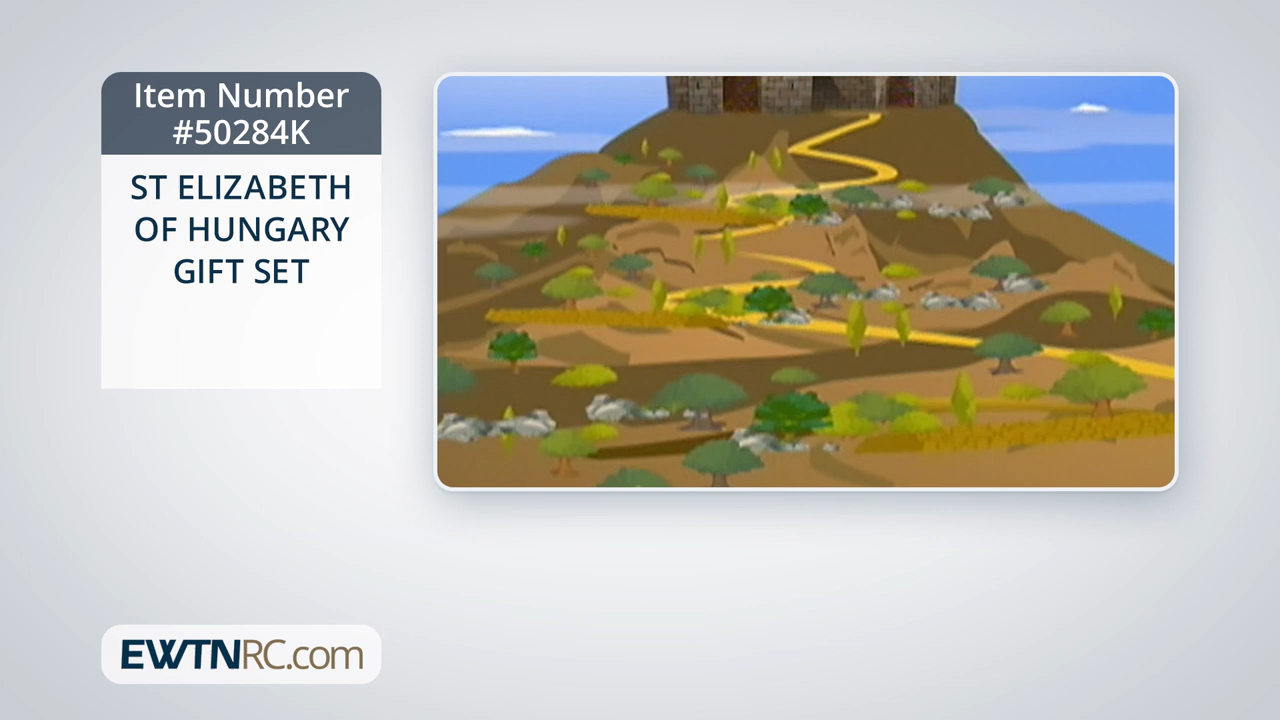 Item Number
#50284K
ST ELIZABETH
OF HUNGARY
GIFT SET
EWTNRC.com